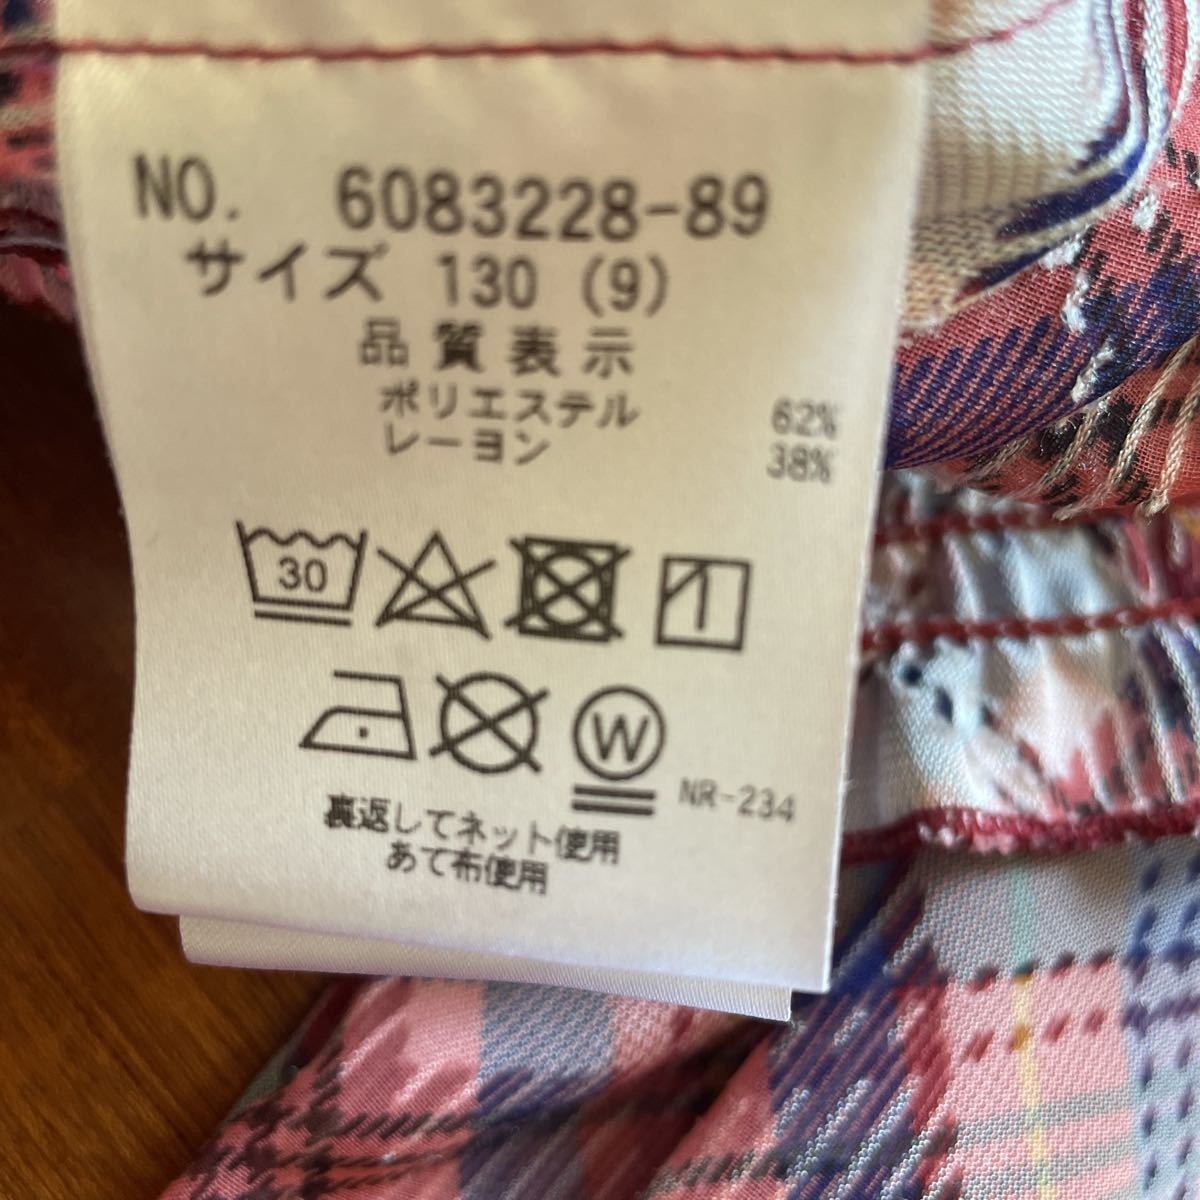 NO. 6083228-89
サイズ 130 (9)
品質表示
ポリエステル 62%
レーヨン 38%
30
W
NR-234
裏返してネット使用
あて布使用